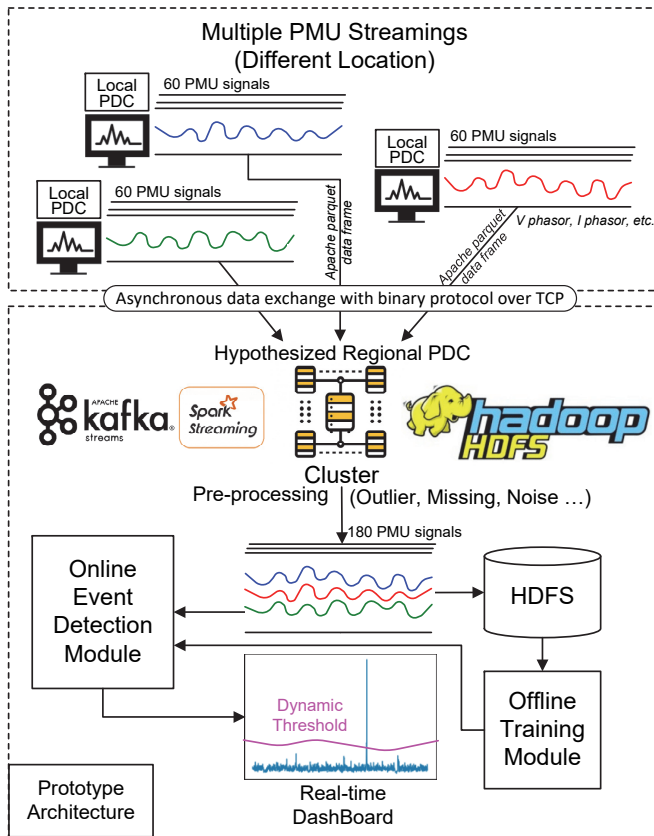 Multiple PMU Streamings
(Different Location)
Local
PDC
60 PMU signals
Local
PDC
60 PMU signals
Local
PDC
60 PMU signals
Apache parquet
data frame
Apache parquet
data frame
V phasor, I phasor, etc.
Asynchronous data exchange with binary protocol over TCP
Hypothesized Regional PDC
APACHE
kafka®
streams
Spark
Streaming
hadoop
HDFS
Cluster
Pre-processing (Outlier, Missing, Noise ...)
180 PMU signals
Online
Event
Detection
Module
HDFS
Dynamic
Threshold
Offline
Training
Module
Real-time
DashBoard
Prototype
Architecture